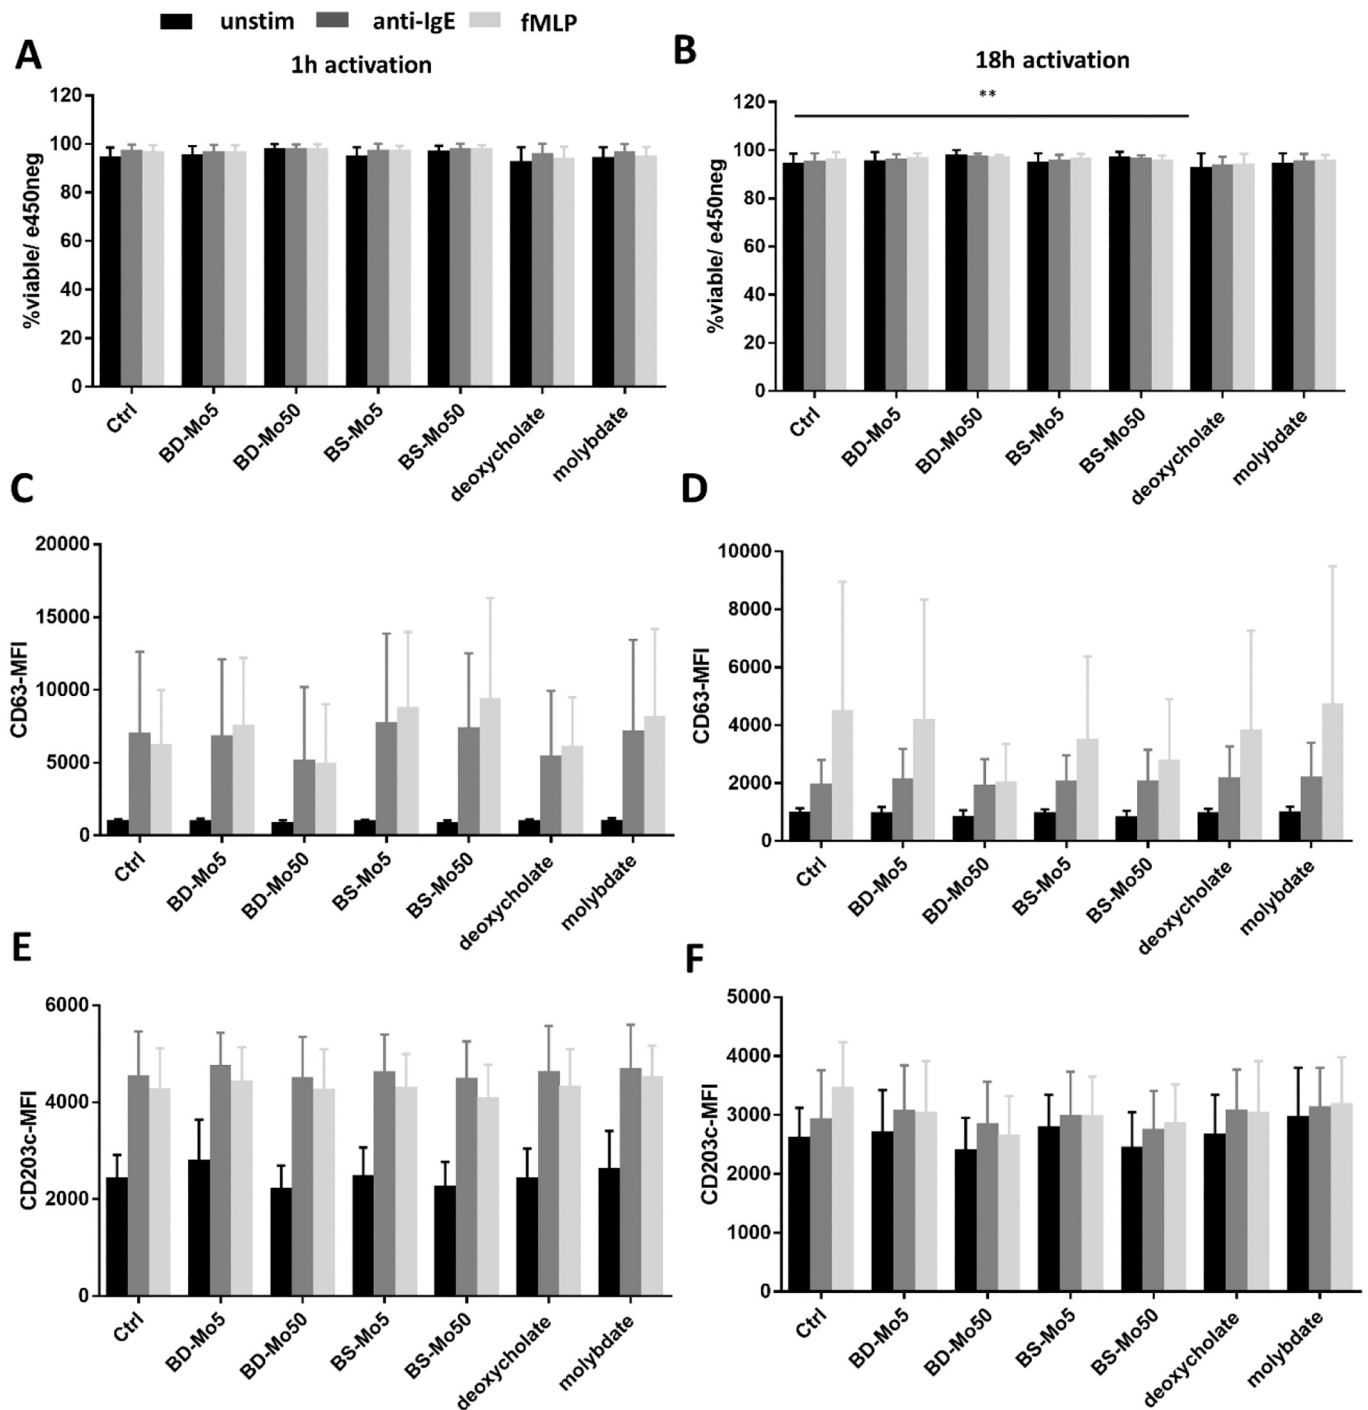 unstim anti-IgE fMLP
A
1h activation
%viable/ e450neg
120
100
80
60
40
20
0
Ctrl
BD-Mo5
BD-Mo50
BS-Mo5
BS-Mo50
deoxycholate
molybdate
B
18h activation
**
%viable/ e450neg
120
100
80
60
40
20
0
Ctrl
BD-Mo5
BD-Mo50
BS-Mo5
BS-Mo50
deoxycholate
molybdate
C
CD63-MFI
20000
15000
10000
5000
0
Ctrl
BD-Mo5
BD-Mo50
BS-Mo5
BS-Mo50
deoxycholate
molybdate
D
CD63-MFI
10000
8000
6000
4000
2000
0
Ctrl
BD-Mo5
BD-Mo50
BS-Mo5
BS-Mo50
deoxycholate
molybdate
E
CD203c-MFI
6000
4000
2000
0
Ctrl
BD-Mo5
BD-Mo50
BS-Mo5
BS-Mo50
deoxycholate
molybdate
F
CD203c-MFI
5000
4000
3000
2000
1000
0
Ctrl
BD-Mo5
BD-Mo50
BS-Mo5
BS-Mo50
deoxycholate
molybdate